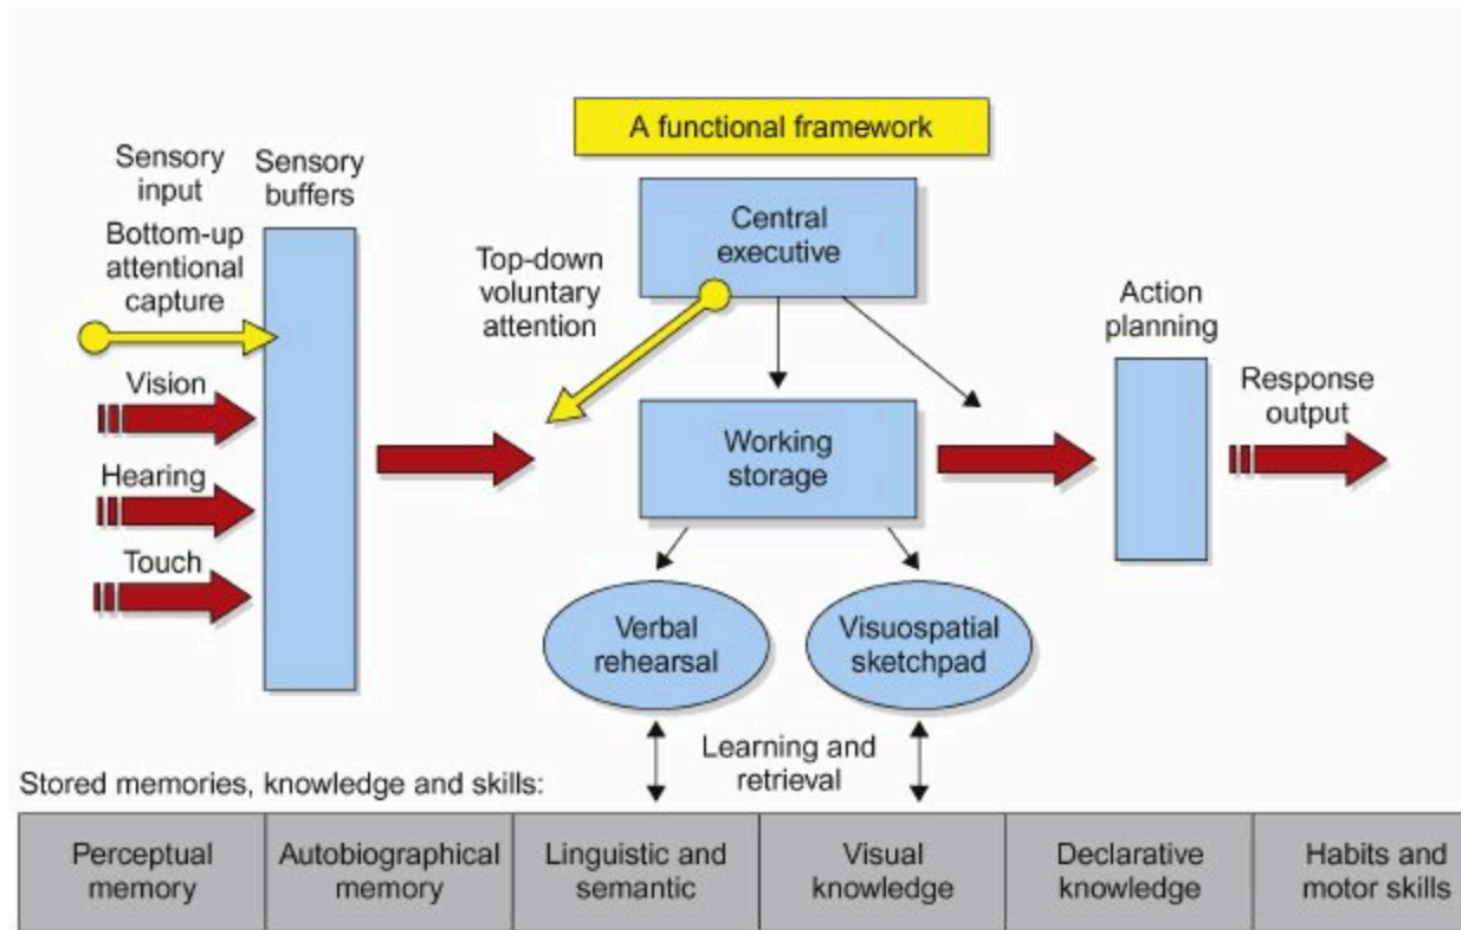 A functional framework
Sensory
input
Sensory
buffers
Bottom-up
attentional
capture
Vision
Hearing
Touch
Top-down
voluntary
attention
Central
executive
Working
storage
Action
planning
Response
output
Verbal
rehearsal
Visuospatial
sketchpad
Learning and
retrieval
Stored memories, knowledge and skills:
Perceptual
memory
Autobiographical
memory
Linguistic and
semantic
Visual
knowledge
Declarative
knowledge
Habits and
motor skills